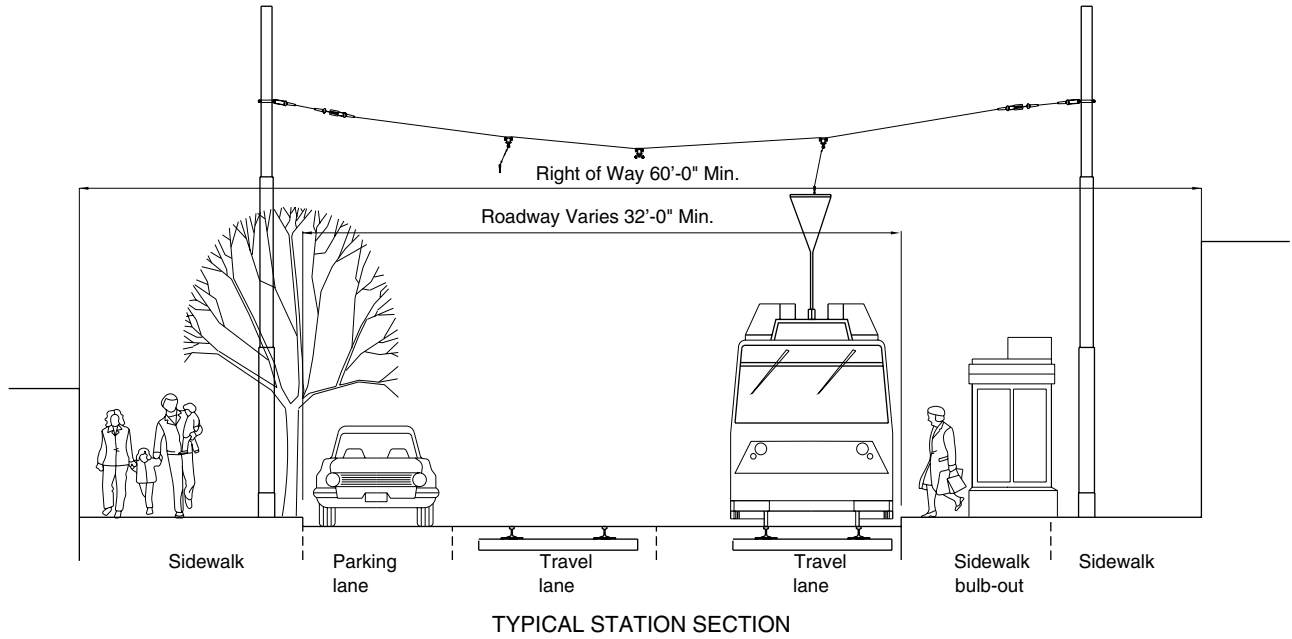 Right of Way 60'-0" Min.
Roadway Varies 32'-0" Min.
Sidewalk
Parking
lane
Travel
lane
Travel
lane
Sidewalk
bulb-out
Sidewalk
TYPICAL STATION SECTION